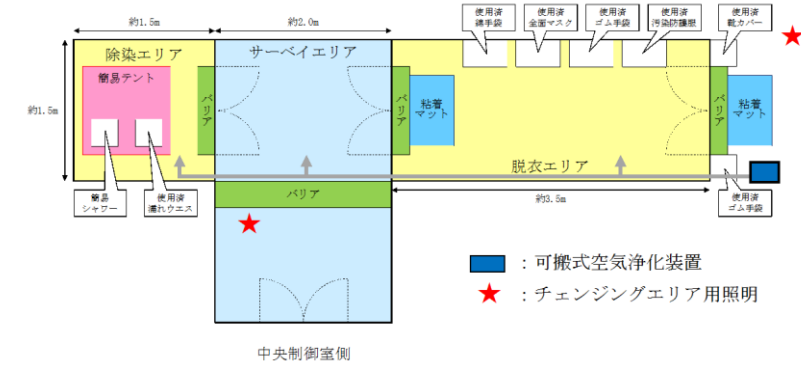 約1.5m
約2.0m
使用済
綿手袋
使用済
全面マスク
使用済
ゴム手袋
使用済
汚染防護服
使用済
靴カバー
除染エリア
サーベイエリア
簡易テント
約1.5m
バリア
バリア
粘着
マット
バリア
粘着
マット
脱衣エリア
簡易
シャワー
使用済
濡れウエス
バリア
約3.5m
使用済
ゴム手袋
：可搬式空気浄化装置
：チェンジングエリア用照明
中央制御室側